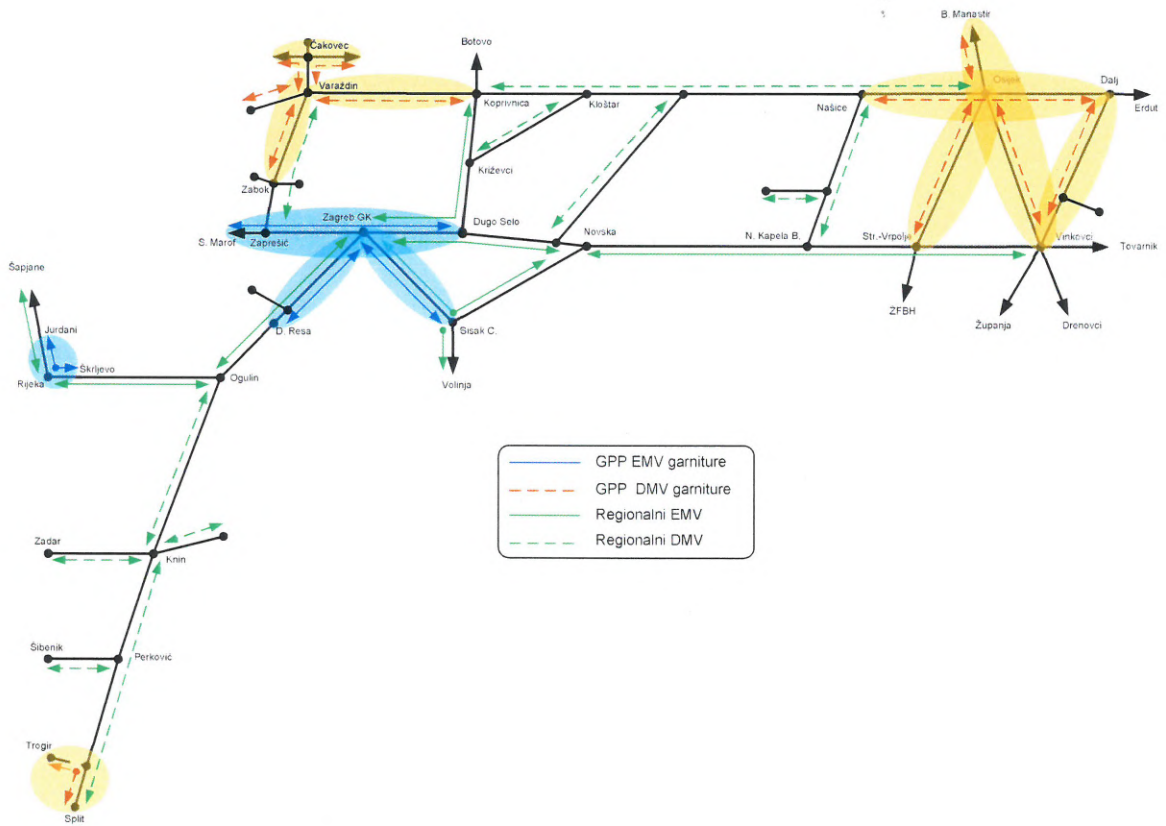 B. Manastir
Čakovec
Botovo
Varaždin
Koprivnica
Kloštar
Našice
Osijek
Dalj
Erdut
Križevci
Zabok
Zagreb GK
Dugo Selo
S. Marof
Zaprešić
Novska
N. Kapela B.
Str.-Vrpolje
Vinkovci
Tovarnik
Šapjane
ZFBH
Županja
Drenovci
Jurdani
D. Resa
Sisak C.
Škrljevo
Rijeka
Ogulin
Volinja
GPP EMV garniture
GPP DMV garniture
Regionalni EMV
Regionalni DMV
Zadar
Knin
Šibenik
Perković
Trogir
Split